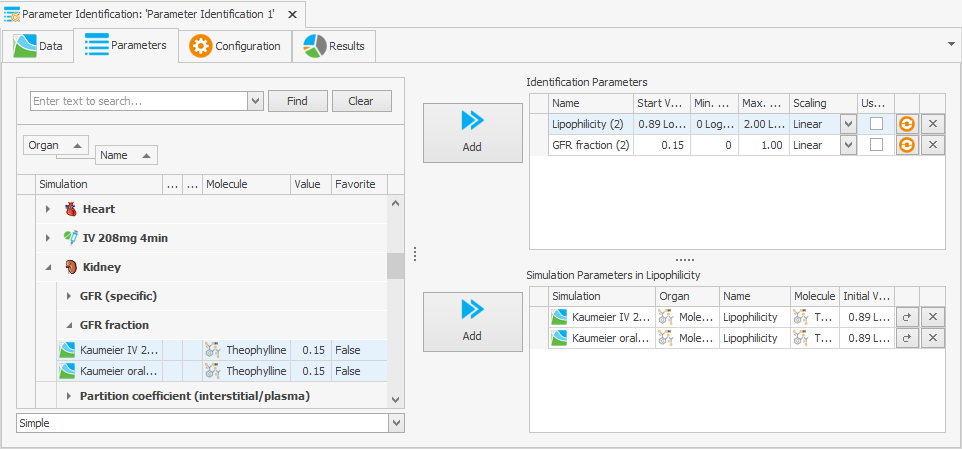 Parameter Identification: 'Parameter Identification 1'
Data Parameters Configuration Results
Enter text to search... Find Clear
Organ
Name
Simulation ... ... Molecule Value Favorite
Heart
IV 208mg 4min
Kidney
GFR (specific)
GFR fraction
Kaumeier IV 2... Theophylline 0.15 False
Kaumeier oral... Theophylline 0.15 False
Partition coefficient (interstitial/plasma)
Simple
Add
Add
Identification Parameters
Name Start V... Min. ... Max. ... Scaling Us...
Lipophilicity (2) 0.89 Lo... 0 Log... 2.00 L... Linear
GFR fraction (2) 0.15 0 1.00 Linear
Simulation Parameters in Lipophilicity
Simulation Organ Name Molecule Initial V...
Kaumeier IV 2... Mole... Lipophilicity T... 0.89 L...
Kaumeier oral... Mole... Lipophilicity T... 0.89 L...